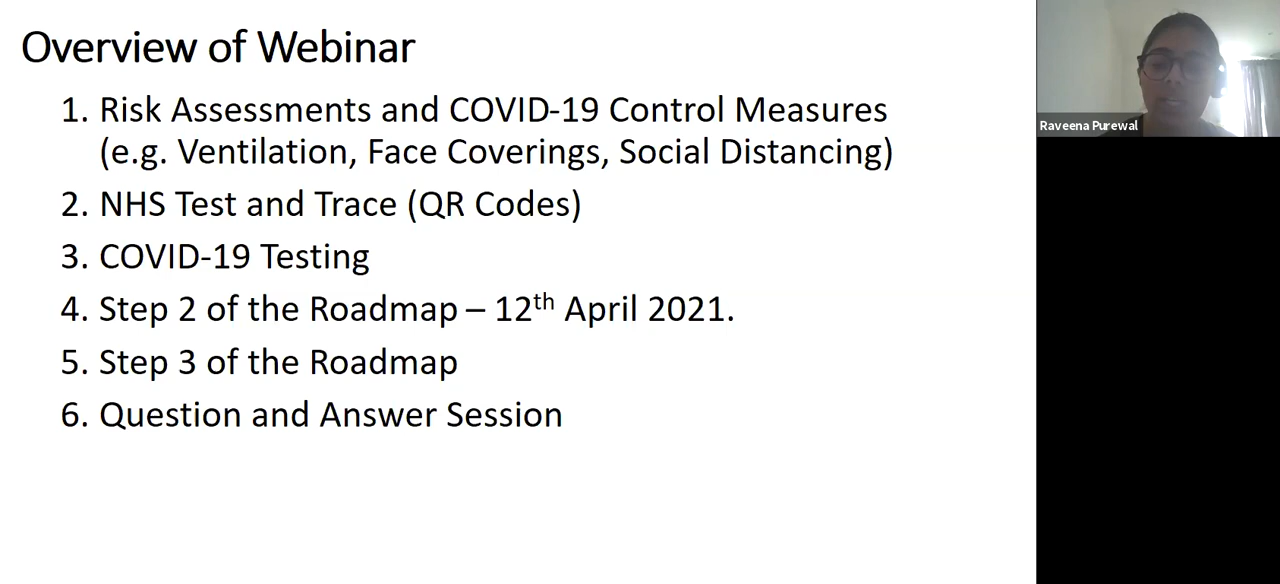 Overview of Webinar
1. Risk Assessments and COVID-19 Control Measures
(e.g. Ventilation, Face Coverings, Social Distancing)
2. NHS Test and Trace (QR Codes)
3. COVID-19 Testing
4. Step 2 of the Roadmap – 12th April 2021.
5. Step 3 of the Roadmap
6. Question and Answer Session
Raveena Purewal